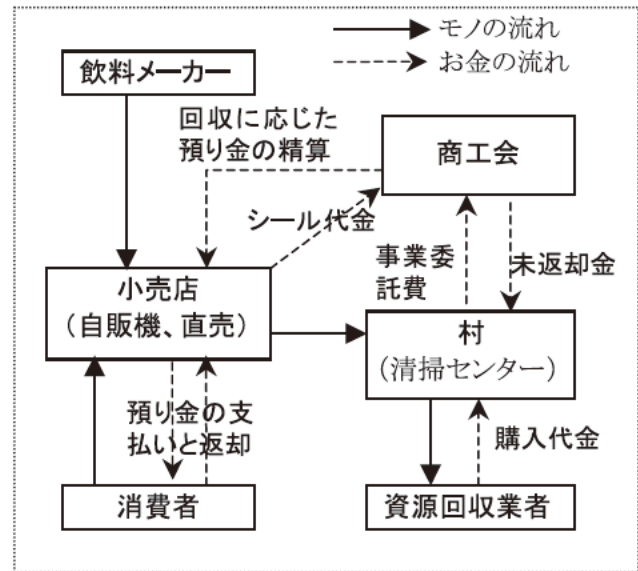 モノの流れ
お金の流れ
飲料メーカー
回収に応じた
預り金の精算
商工会
シール代金
事業委
託費
未返却金
小売店
（自販機、直売）
村
（清掃センター）
預り金の支
払いと返却
購入代金
消費者
資源回収業者